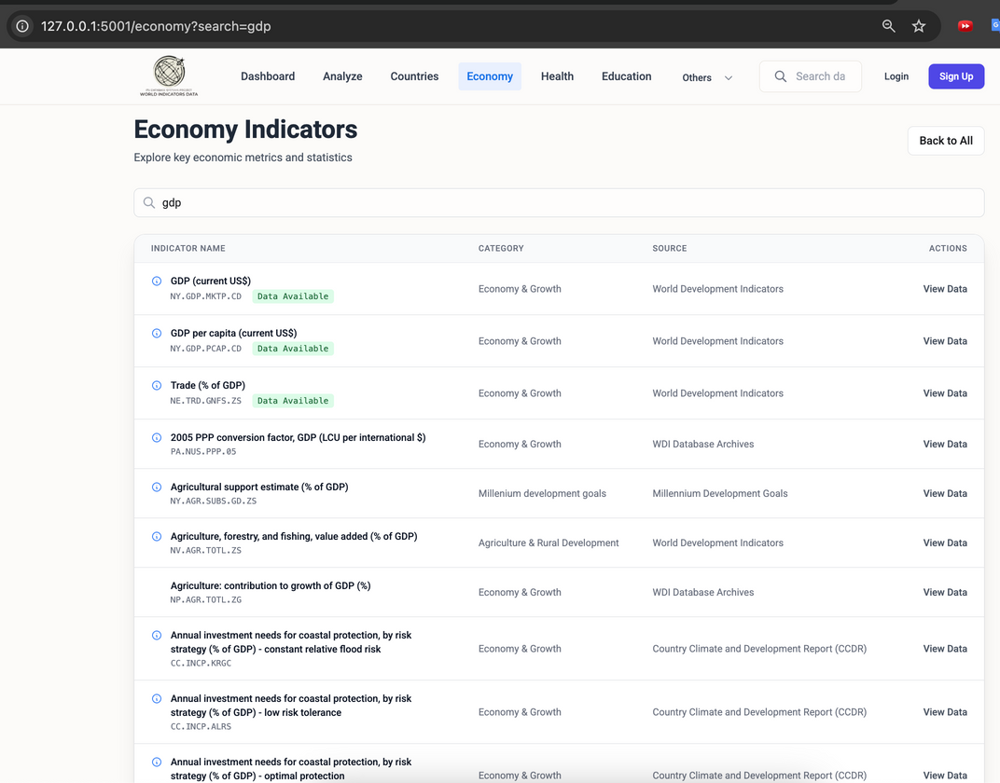 127.0.0.1:5001/economy?search=gdp
WORLD INDICATORS DATA
Dashboard
Analyze
Countries
Economy
Health
Education
Others
Search da
Login
Sign Up
Economy Indicators
Explore key economic metrics and statistics
Back to All
gdp
INDICATOR NAME CATEGORY SOURCE ACTIONS
GDP (current US$)
NY.GDP.MKTP.CD Data Available
Economy & Growth
World Development Indicators
View Data
GDP per capita (current US$)
NY.GDP.PCAP.CD Data Available
Economy & Growth
World Development Indicators
View Data
Trade (% of GDP)
NE.TRD.GNFS.ZS Data Available
Economy & Growth
World Development Indicators
View Data
2005 PPP conversion factor, GDP (LCU per international $)
PA.NUS.PPP.05
Economy & Growth
WDI Database Archives
View Data
Agricultural support estimate (% of GDP)
NY.AGR.SUBS.GD.ZS
Millenium development goals
Millennium Development Goals
View Data
Agriculture, forestry, and fishing, value added (% of GDP)
NV.AGR.TOTL.ZS
Agriculture & Rural Development
World Development Indicators
View Data
Agriculture: contribution to growth of GDP (%)
NP.AGR.TOTL.ZG
Economy & Growth
WDI Database Archives
View Data
Annual investment needs for coastal protection, by risk
strategy (% of GDP) - constant relative flood risk
CC.INCP.KRGC
Economy & Growth
Country Climate and Development Report (CCDR)
View Data
Annual investment needs for coastal protection, by risk
strategy (% of GDP) - low risk tolerance
CC.INCP.ALRS
Economy & Growth
Country Climate and Development Report (CCDR)
View Data
Annual investment needs for coastal protection, by risk
strategy (% of GDP) - optimal protection
Economy & Growth
Country Climate and Development Report (CCDR)
View Data